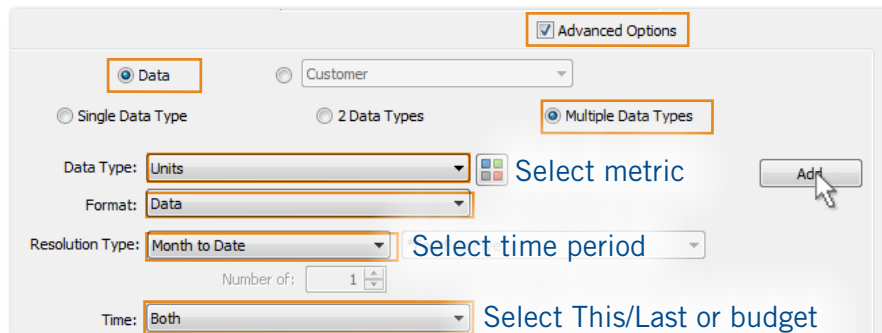 Advanced Options
Data Customer
Single Data Type 2 Data Types Multiple Data Types
Data Type: Units Select metric Add
Format: Data
Resolution Type: Month to Date Select time period
Number of: 1
Time: Both Select This/Last or budget